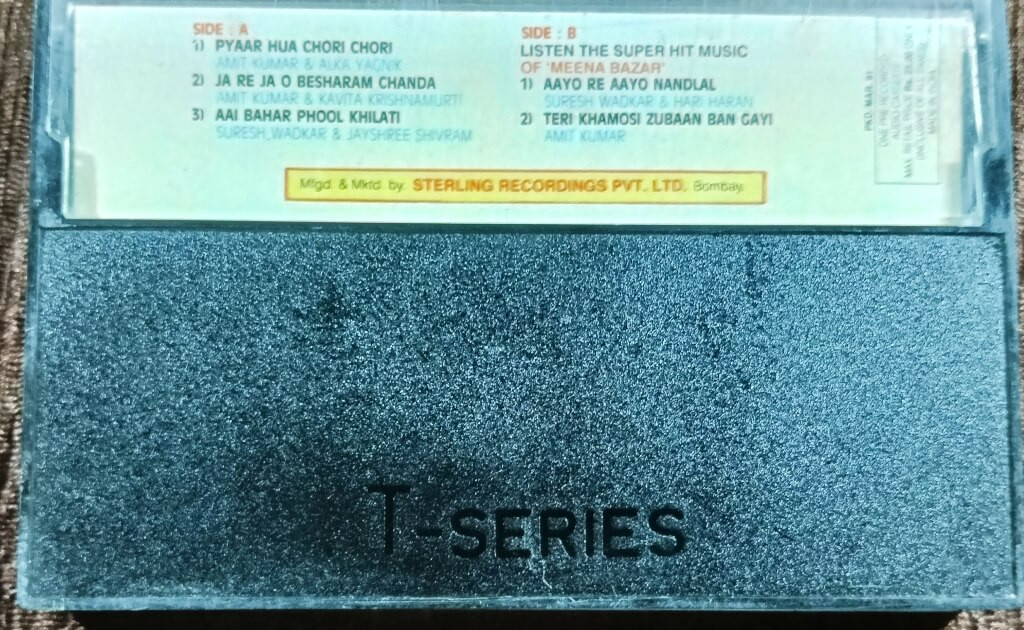 SIDE : A
1) PYAAR HUA CHORI CHORI
AMIT KUMAR & ALKA YAGNIK
2) JA RE JA O BESHARAM CHANDA
AMIT KUMAR & KAVITA KRISHNAMURTI
3) AAI BAHAR PHOOL KHILATI
SURESH WADKAR & JAYSHREE SHIVRAM
SIDE : B
LISTEN THE SUPER HIT MUSIC
OF 'MEENA BAZAR'
1) AAYO RE AAYO NANDLAL
SURESH WADKAR & HARI HARAN
2) TERI KHAMOSI ZUBAAN BAN GAYI
AMIT KUMAR
PKD. MAR. 91
Mfgd. & Mktd. by. STERLING RECORDINGS PVT. LTD. Bombay.
T-SERIES